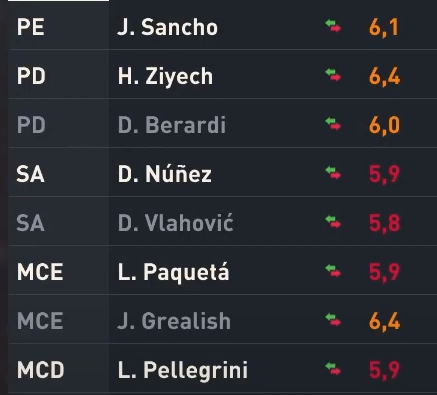 PE J. Sancho 6,1
PD H. Ziyech 6,4
PD D. Berardi 6,0
SA D. Núñez 5,9
SA D. Vlahović 5,8
MCE L. Paquetá 5,9
MCE J. Grealish 6,4
MCD L. Pellegrini 5,9